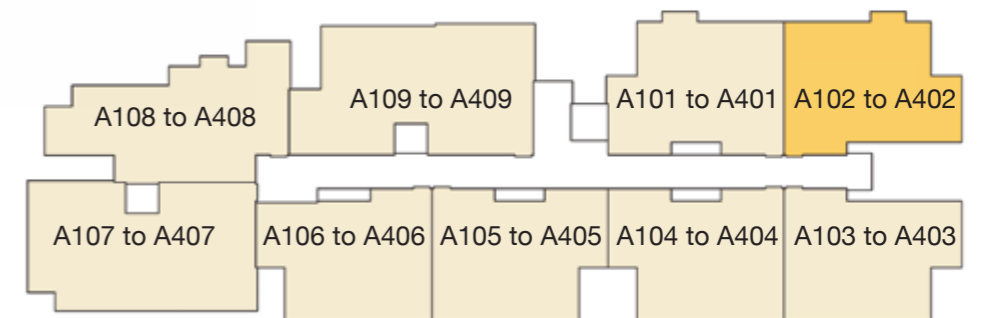 A108 to A408
A109 to A409
A101 to A401
A102 to A402
A107 to A407
A106 to A406
A105 to A405
A104 to A404
A103 to A403